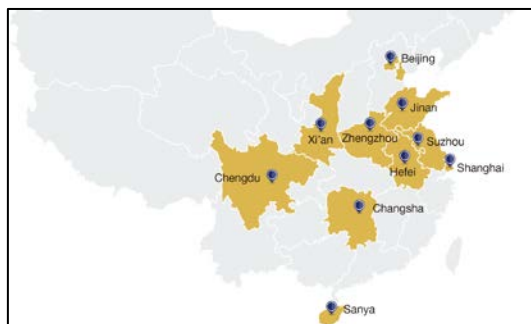 Beijing
Jinan
Xi'an
Zhengzhou
Suzhou
Hefei
Shanghai
Chengdu
Changsha
Sanya